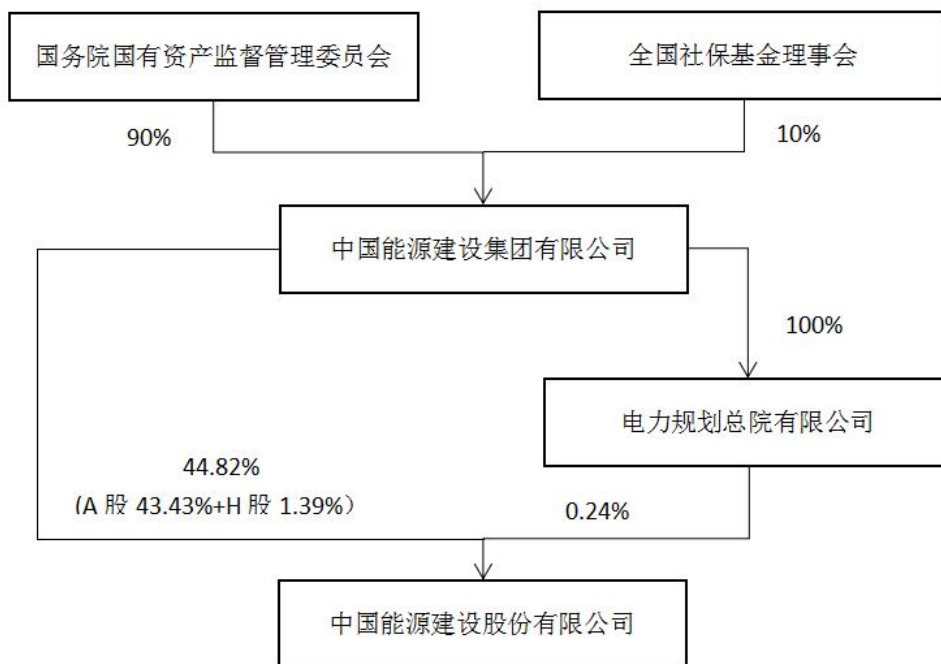 国务院国有资产监督管理委员会
全国社保基金理事会
90%
10%
中国能源建设集团有限公司
100%
电力规划总院有限公司
44.82%
(A 股 43.43%+H 股 1.39%）
0.24%
中国能源建设股份有限公司